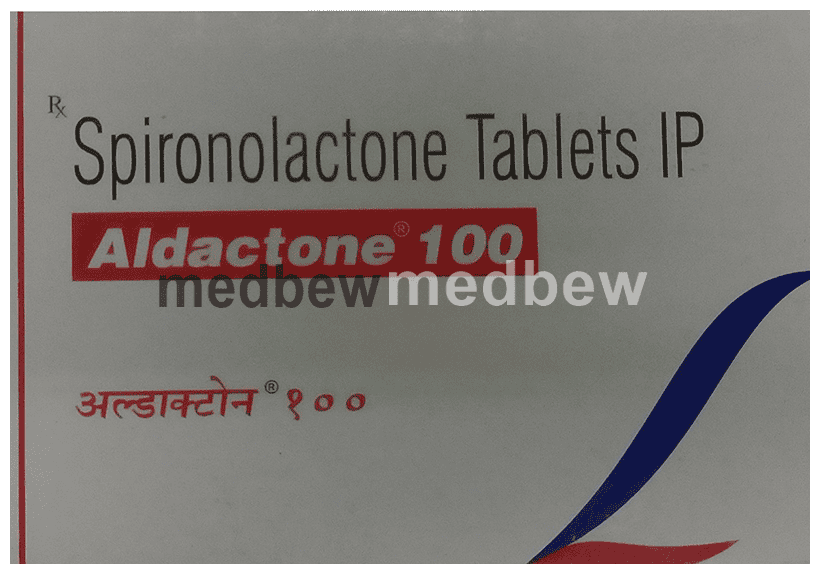 Rx
Spironolactone Tablets IP
Aldactone® 100
medbewmedbew
अल्डाक्टोन® १००